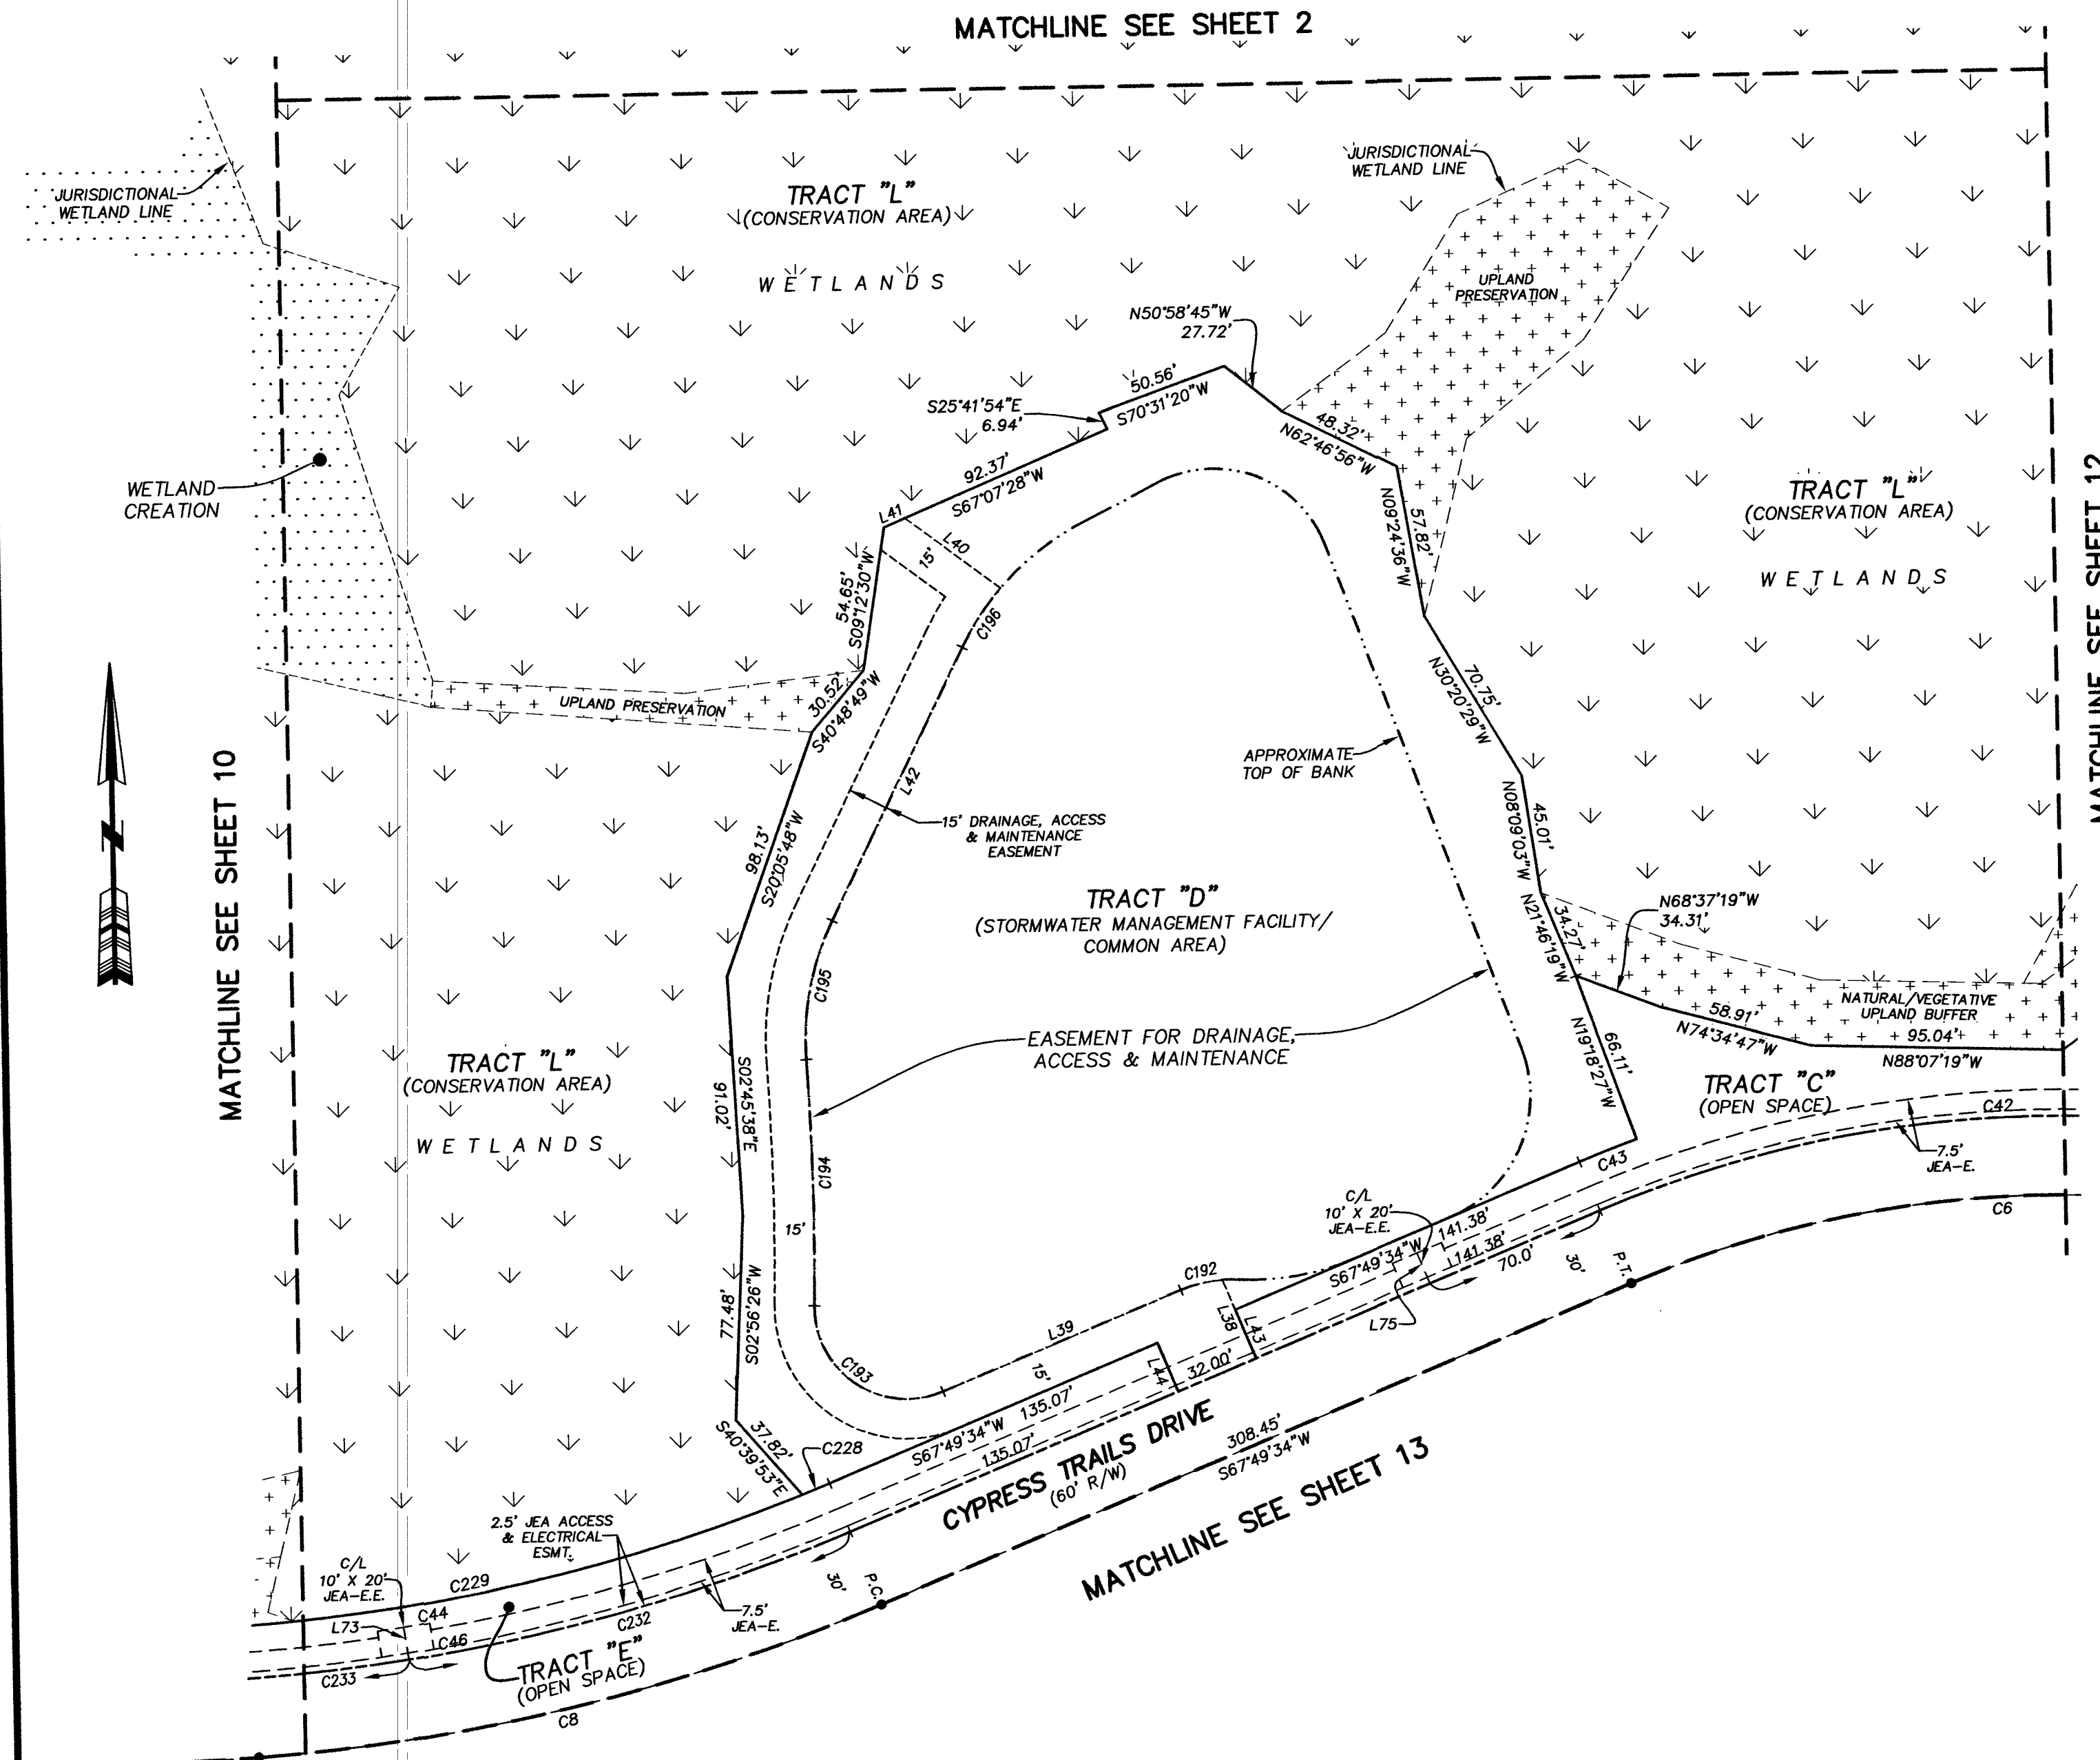 MATCHLINE SEE SHEET 2
JURISDICTIONAL
WETLAND LINE
TRACT "L"
(CONSERVATION AREA)
WETLANDS
JURISDICTIONAL
WETLAND LINE
UPLAND
PRESERVATION
N50°58'45"W
27.72'
50.56'
S70°31'20"W
S25°41'54"E
6.94'
48.32'
N62°46'56"W
92.37'
S67°07'28"W
WETLAND
CREATION
L41
L40
15'
N09°24'36"W
57.82'
TRACT "L"
(CONSERVATION AREA)
WETLANDS
MATCHLINE SEE SHEET 12
54.65'
S09°12'30"W
C196
30.52'
S40°48'49"W
UPLAND PRESERVATION
70.75'
N30°20'29"W
N
MATCHLINE SEE SHEET 10
L42
APPROXIMATE
TOP OF BANK
98.13'
S20°05'48"W
15' DRAINAGE, ACCESS
& MAINTENANCE
EASEMENT
45.01'
N08°09'03"W
TRACT "D"
(STORMWATER MANAGEMENT FACILITY/
COMMON AREA)
34.27'
N21°46'19"W
N68°37'19"W
34.31'
C195
NATURAL/VEGETATIVE
UPLAND BUFFER
58.91'
N74°34'47"W
95.04'
N88°07'19"W
EASEMENT FOR DRAINAGE,
ACCESS & MAINTENANCE
66.11'
N19°18'27"W
TRACT "L"
(CONSERVATION AREA)
WETLANDS
91.02'
S02°45'38"E
TRACT "C"
(OPEN SPACE)
C42
7.5'
JEA-E.
C194
C43
15'
C/L
10' X 20'
JEA-E.E.
C6
141.38'
S67°49'34"W
141.38'
70.0'
30'
P.T.
C192
77.48'
S02°56'26"W
L38
L43
L75
L39
15'
C193
L44
32.00'
135.07'
S67°49'34"W
135.07'
37.82'
S40°39'53"E
C228
CYPRESS TRAILS DRIVE
(60' R/W)
308.45'
S67°49'34"W
MATCHLINE SEE SHEET 13
2.5' JEA ACCESS
& ELECTRICAL
ESMT.
30'
P.C.
C/L
10' X 20'
JEA-E.E.
C229
C44
L73
C46
C232
7.5'
JEA-E.
C233
TRACT "E"
(OPEN SPACE)
C8